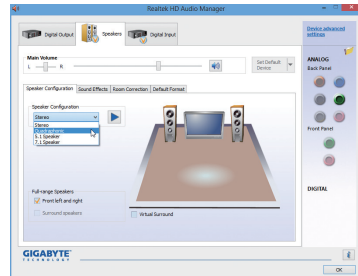 Realtek HD Audio Manager
Digital Output
Speakers
Digital Input
Device advanced
settings
Main Volume
L
R
Set Default
Device
ANALOG
Back Panel
Speaker Configuration
Sound Effects
Room Correction
Default Format
Speaker Configuration
Stereo
Stereo
Quadraphonic
5.1 Speaker
7.1 Speaker
Front Panel
Full-range Speakers
Front left and right
Surround speakers
Virtual Surround
DIGITAL
GIGABYTE
TECHNOLOGY
OK